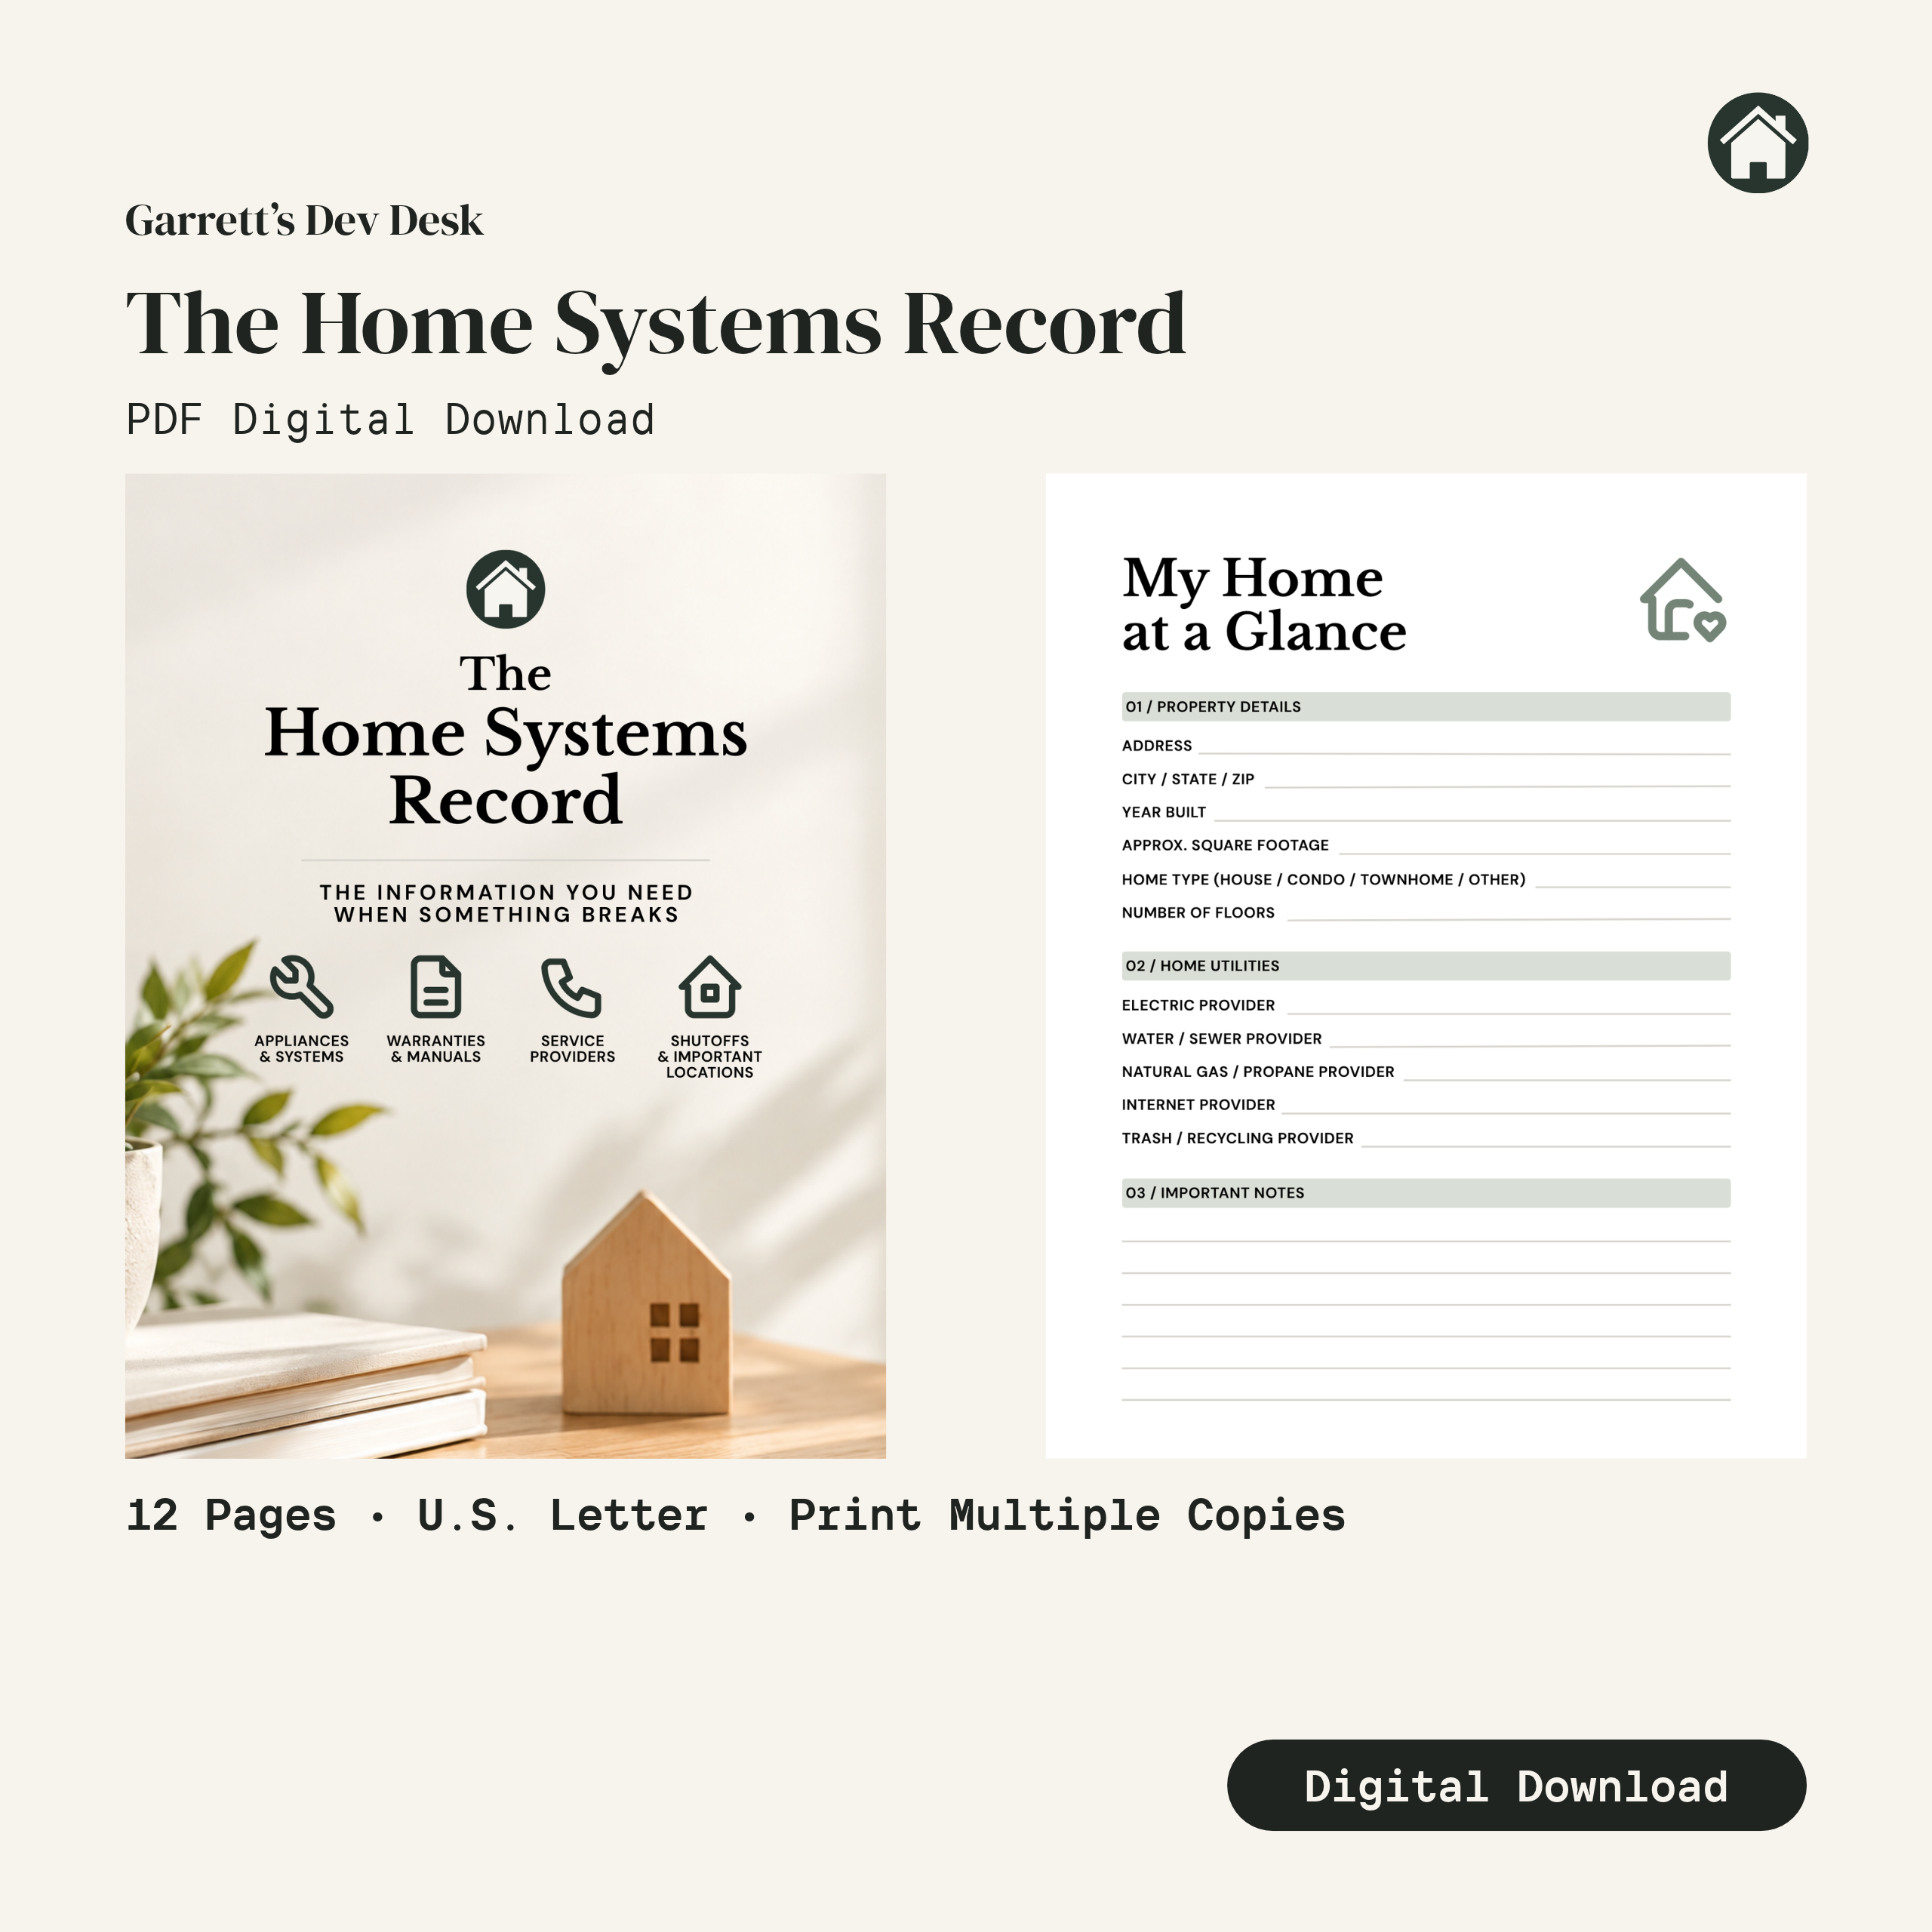 Garrett’s Dev Desk
The Home Systems Record
PDF Digital Download
The
Home Systems
Record
THE INFORMATION YOU NEED
WHEN SOMETHING BREAKS
APPLIANCES
& SYSTEMS
WARRANTIES
& MANUALS
SERVICE
PROVIDERS
SHUTOFFS
& IMPORTANT
LOCATIONS
My Home
at a Glance
01 / PROPERTY DETAILS
ADDRESS
CITY / STATE / ZIP
YEAR BUILT
APPROX. SQUARE FOOTAGE
HOME TYPE (HOUSE / CONDO / TOWNHOME / OTHER)
NUMBER OF FLOORS
02 / HOME UTILITIES
ELECTRIC PROVIDER
WATER / SEWER PROVIDER
NATURAL GAS / PROPANE PROVIDER
INTERNET PROVIDER
TRASH / RECYCLING PROVIDER
03 / IMPORTANT NOTES
12 Pages • U.S. Letter • Print Multiple Copies
Digital Download